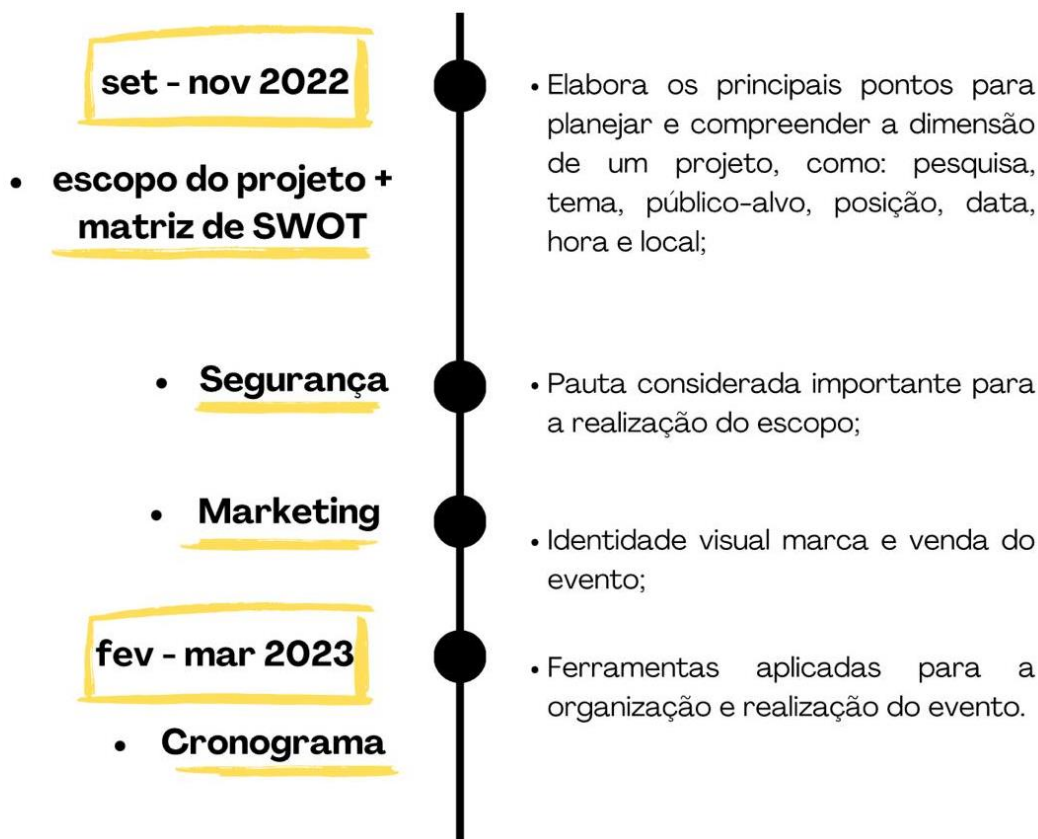 set - nov 2022
• escopo do projeto +
matriz de SWOT
• Elabora os principais pontos para
planejar e compreender a dimensão
de um projeto, como: pesquisa,
tema, público-alvo, posição, data,
hora e local;
• Segurança
• Pauta considerada importante para
a realização do escopo;
• Marketing
• Identidade visual marca e venda do
evento;
fev - mar 2023
• Cronograma
• Ferramentas aplicadas para a
organização e realização do evento.